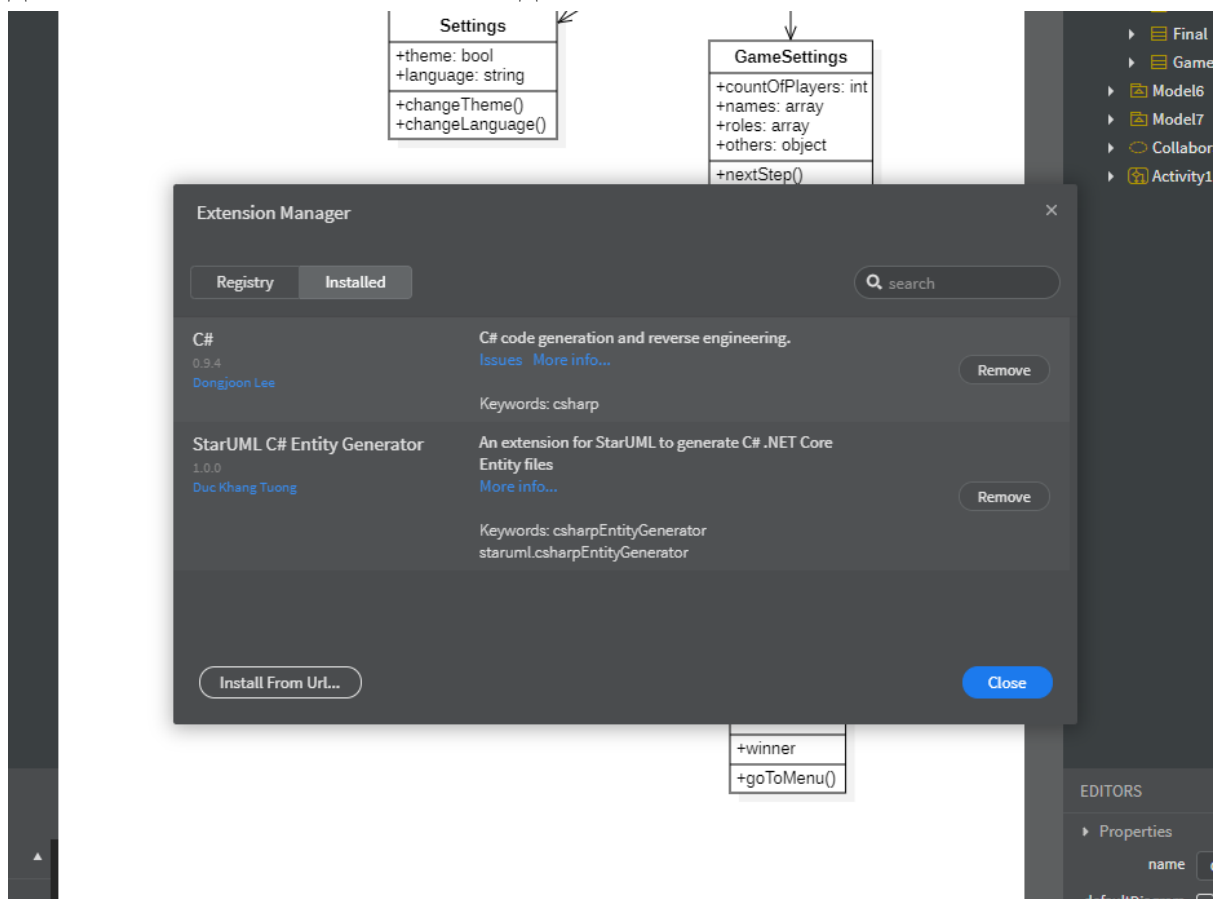 Settings
+theme: bool
+language: string
+changeTheme()
+changeLanguage()
GameSettings
+countOfPlayers: int
+names: array
+roles: array
+others: object
+nextStep()
Final
Game
Model6
Model7
Collabor
Activity1
Extension Manager
Registry
Installed
search
C#
0.9.4
Dongjoon Lee
C# code generation and reverse engineering.
Issues More info...
Keywords: csharp
Remove
StarUML C# Entity Generator
1.0.0
Duc Khang Tuong
An extension for StarUML to generate C# .NET Core
Entity files
More info...
Keywords: csharpEntityGenerator
staruml.csharpEntityGenerator
Remove
Install From Url...
Close
+winner
+goToMenu()
EDITORS
Properties
name